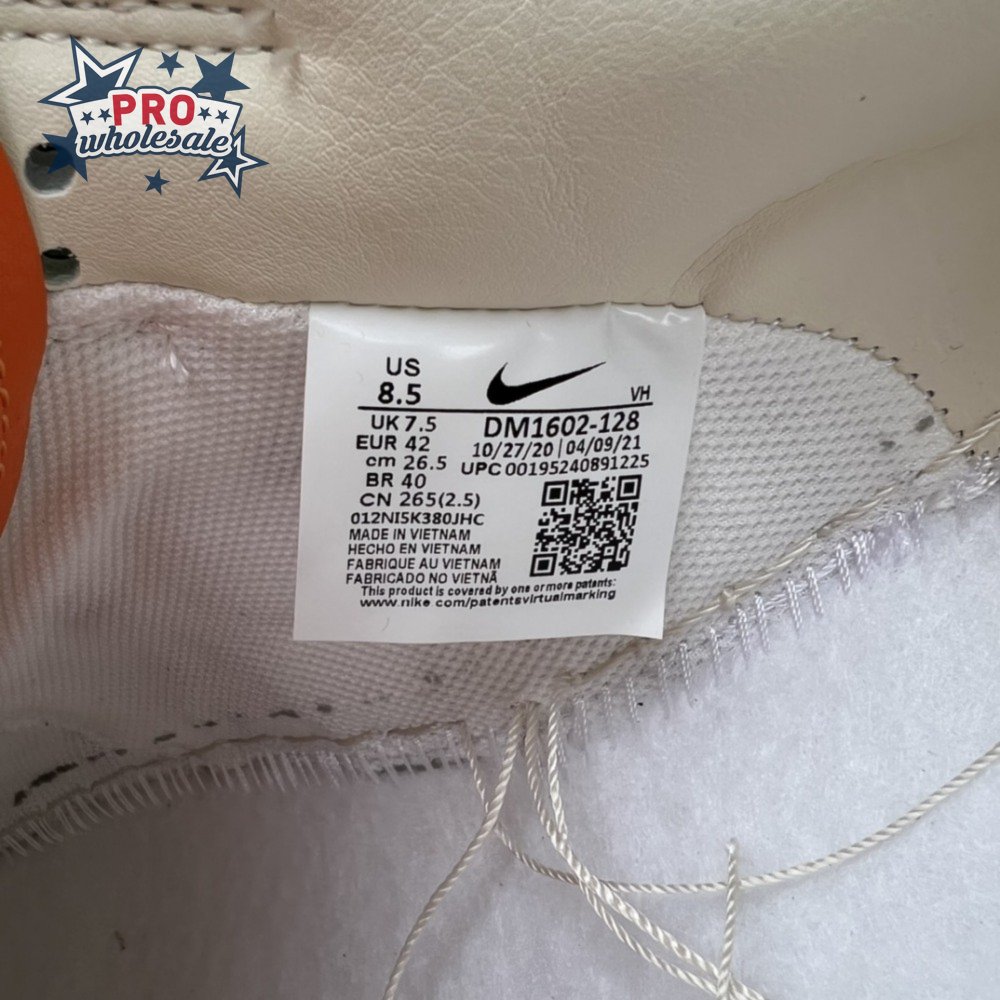 PRO
wholesale
US
8.5
VH
UK 7.5
DM1602-128
EUR 42
10/27/20 | 04/09/21
cm 26.5
UPC 00195240891225
BR 40
CN 265(2.5)
012NI5K380JHC
MADE IN VIETNAM
HECHO EN VIETNAM
FABRIQUE AU VIETNAM
FABRICADO NO VIETNÃ
This product is covered by one or more patents:
www.nike.com/patentsvirtualmarking